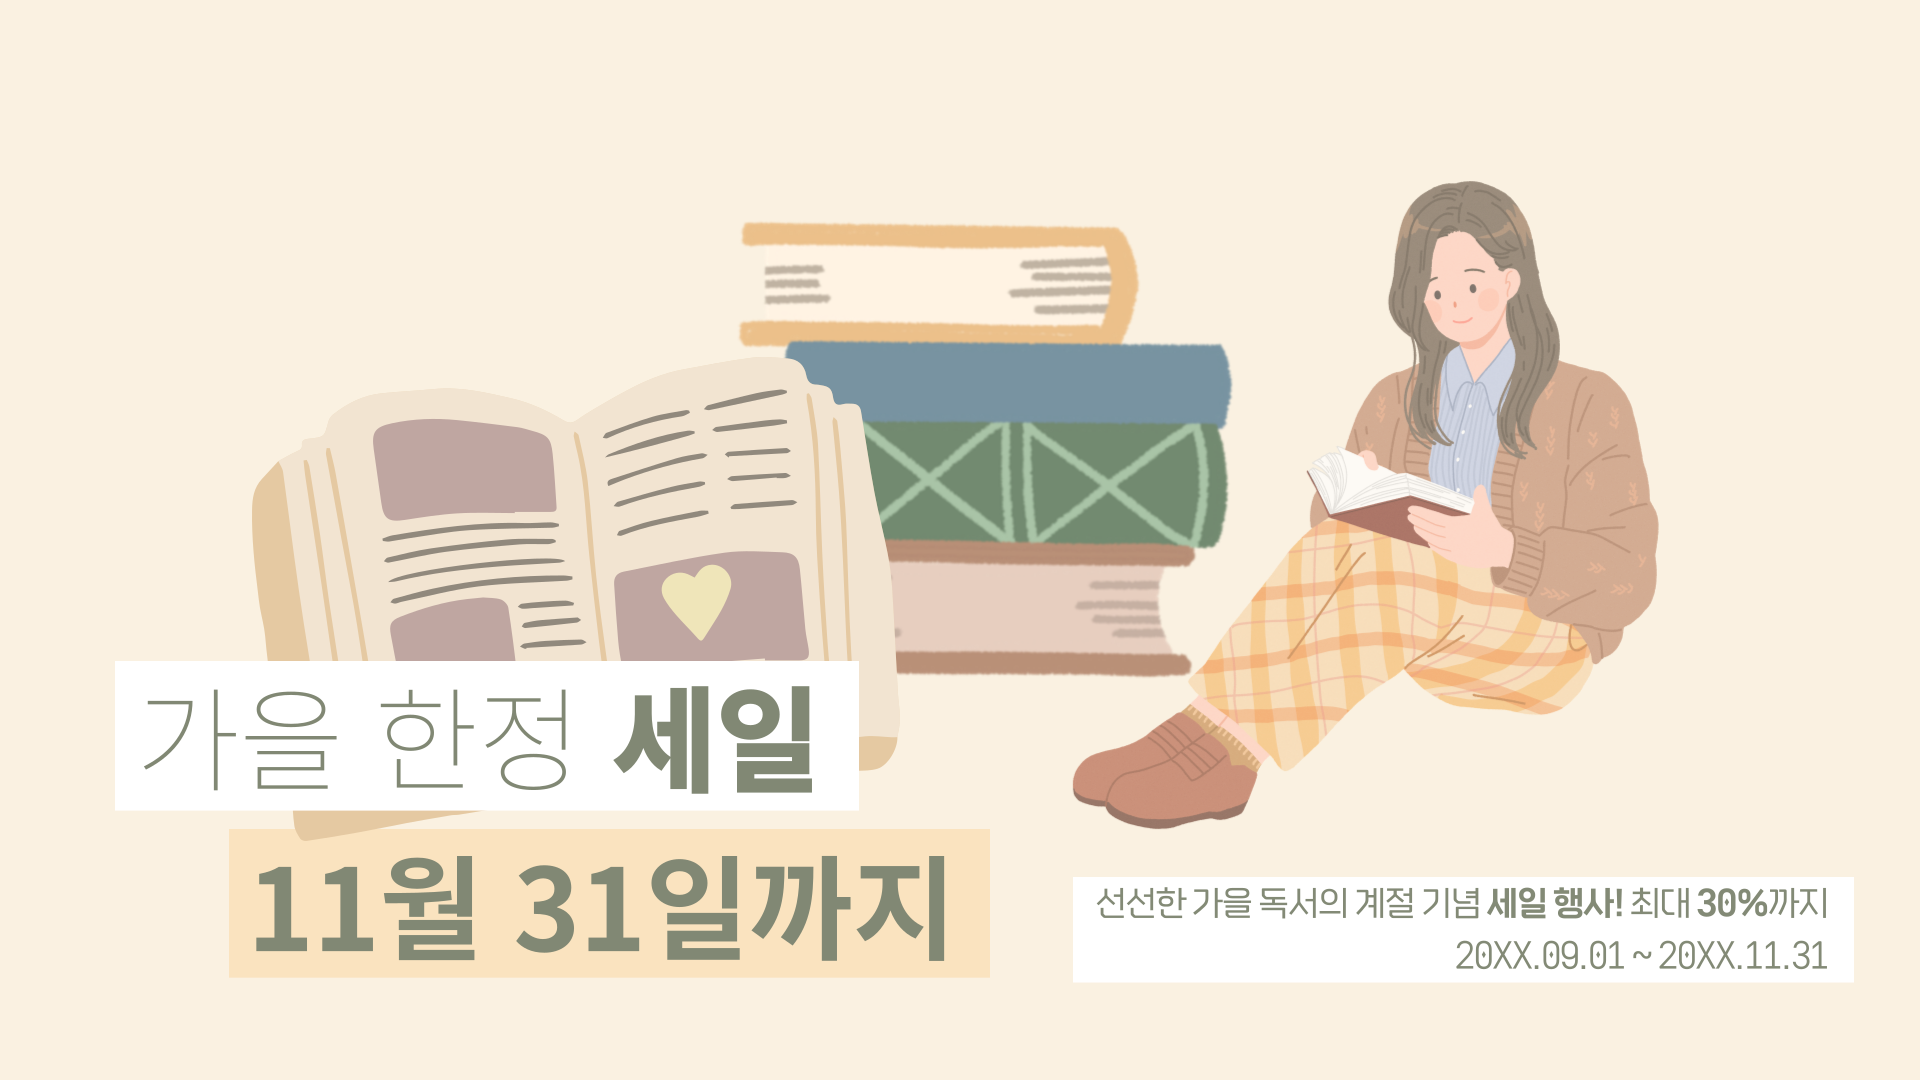 가을 한정 세일
11월 31일까지
선선한 가을 독서의 계절 기념 세일 행사! 최대 30%까지
20XX.09.01 ~ 20XX.11.31